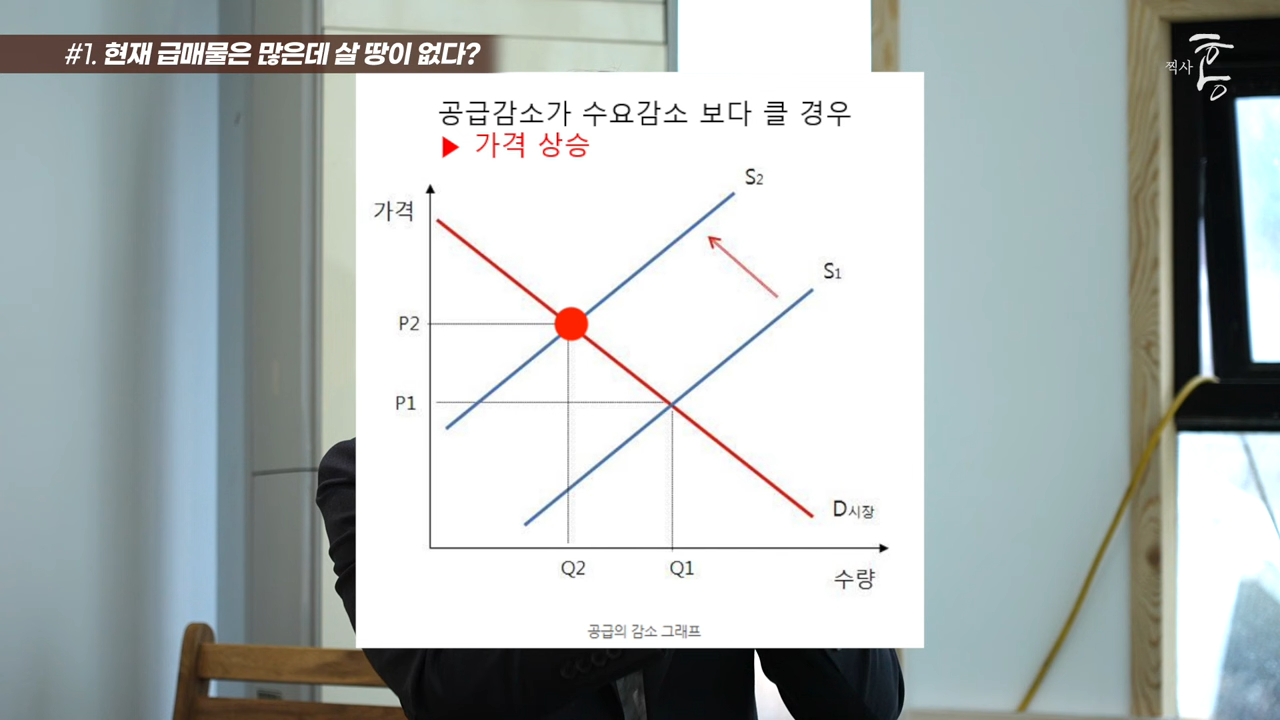 #1. 현재 급매물은 많은데 살 땅이 없다?
찍사
홍
공급감소가 수요감소 보다 클 경우
▶ 가격 상승
S2
가격
S1
P2
P1
D시장
Q2
Q1
수량
공급의 감소 그래프